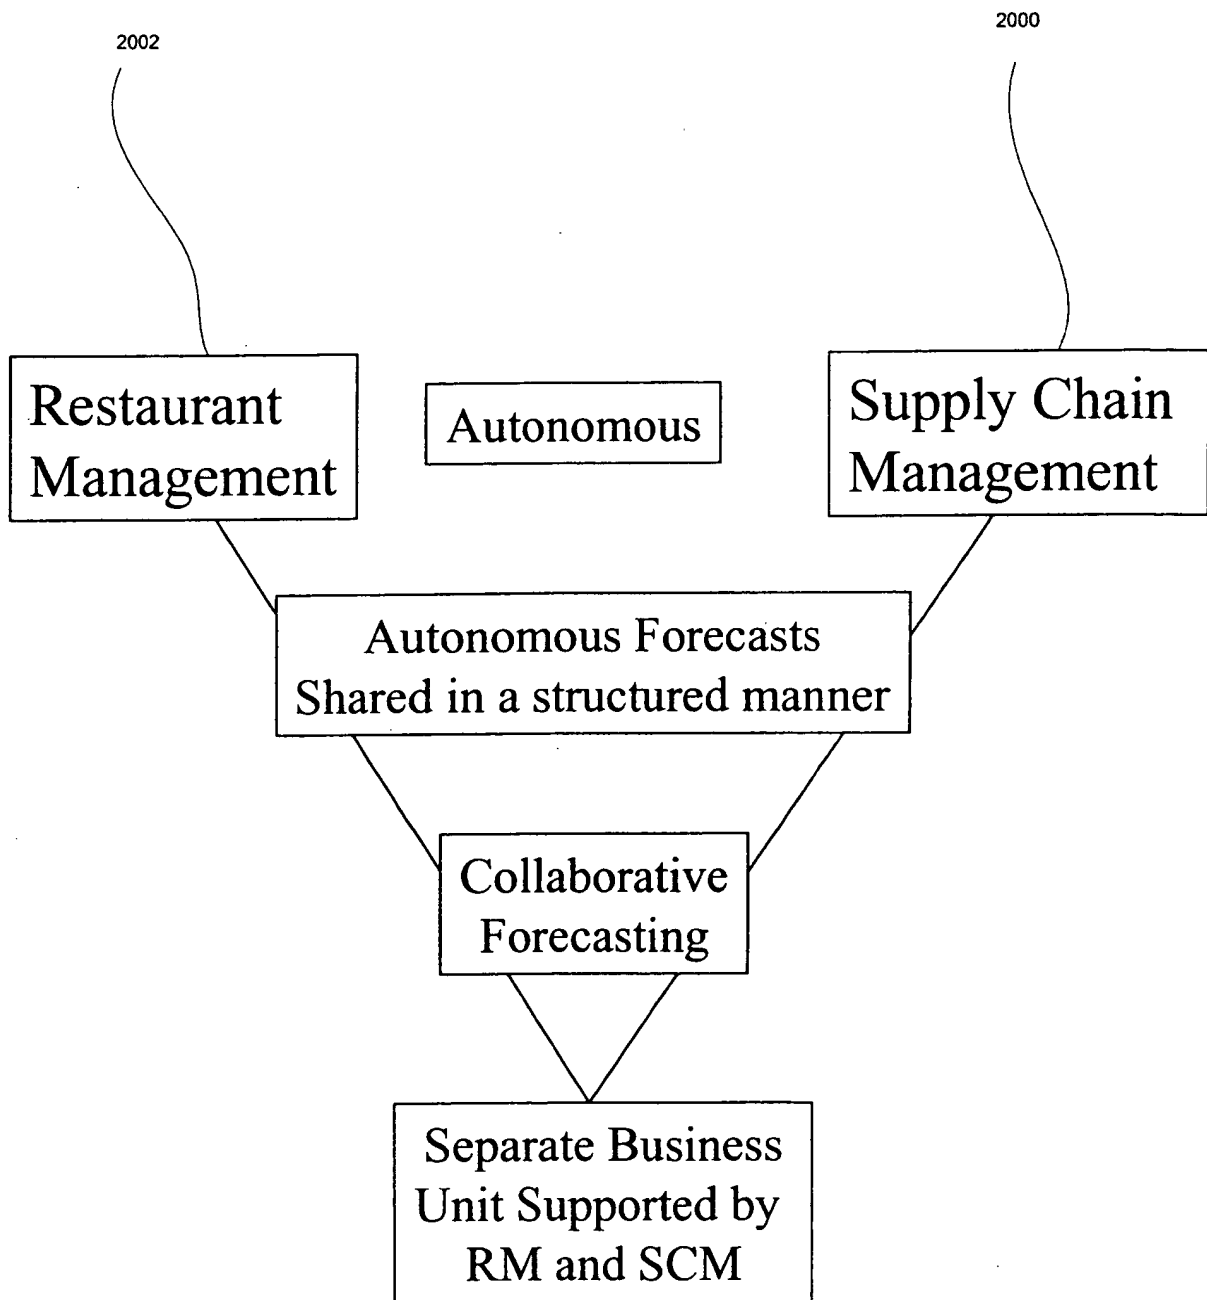 2002
2000
Restaurant
Management
Autonomous
Supply Chain
Management
Autonomous Forecasts
Shared in a structured manner
Collaborative
Forecasting
Separate Business
Unit Supported by
RM and SCM